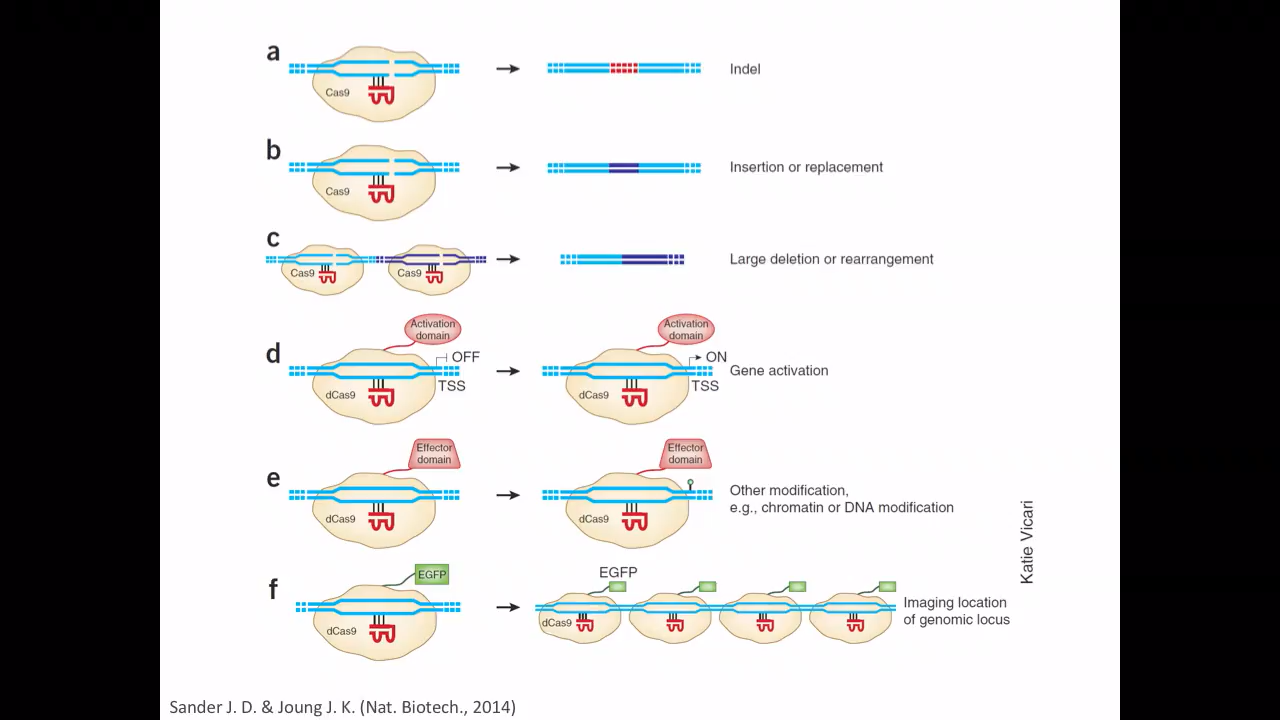 a
Cas9
Indel
b
Cas9
Insertion or replacement
c
Cas9
Cas9
Large deletion or rearrangement
d
Activation
domain
OFF
TSS
dCas9
Activation
domain
ON
TSS
dCas9
Gene activation
e
Effector
domain
dCas9
Effector
domain
dCas9
Other modification,
e.g., chromatin or DNA modification
f
EGFP
dCas9
EGFP
dCas9
Imaging location
of genomic locus
Katie Vicari
Sander J. D. & Joung J. K. (Nat. Biotech., 2014)